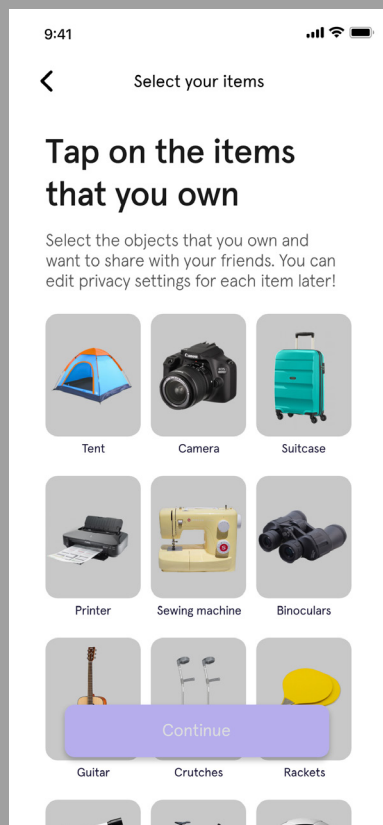 9:41
Select your items
Tap on the items
that you own
Select the objects that you own and
want to share with your friends. You can
edit privacy settings for each item later!
Canon
Tent
Camera
Suitcase
Printer
Sewing machine
Binoculars
Continue
Guitar
Crutches
Rackets